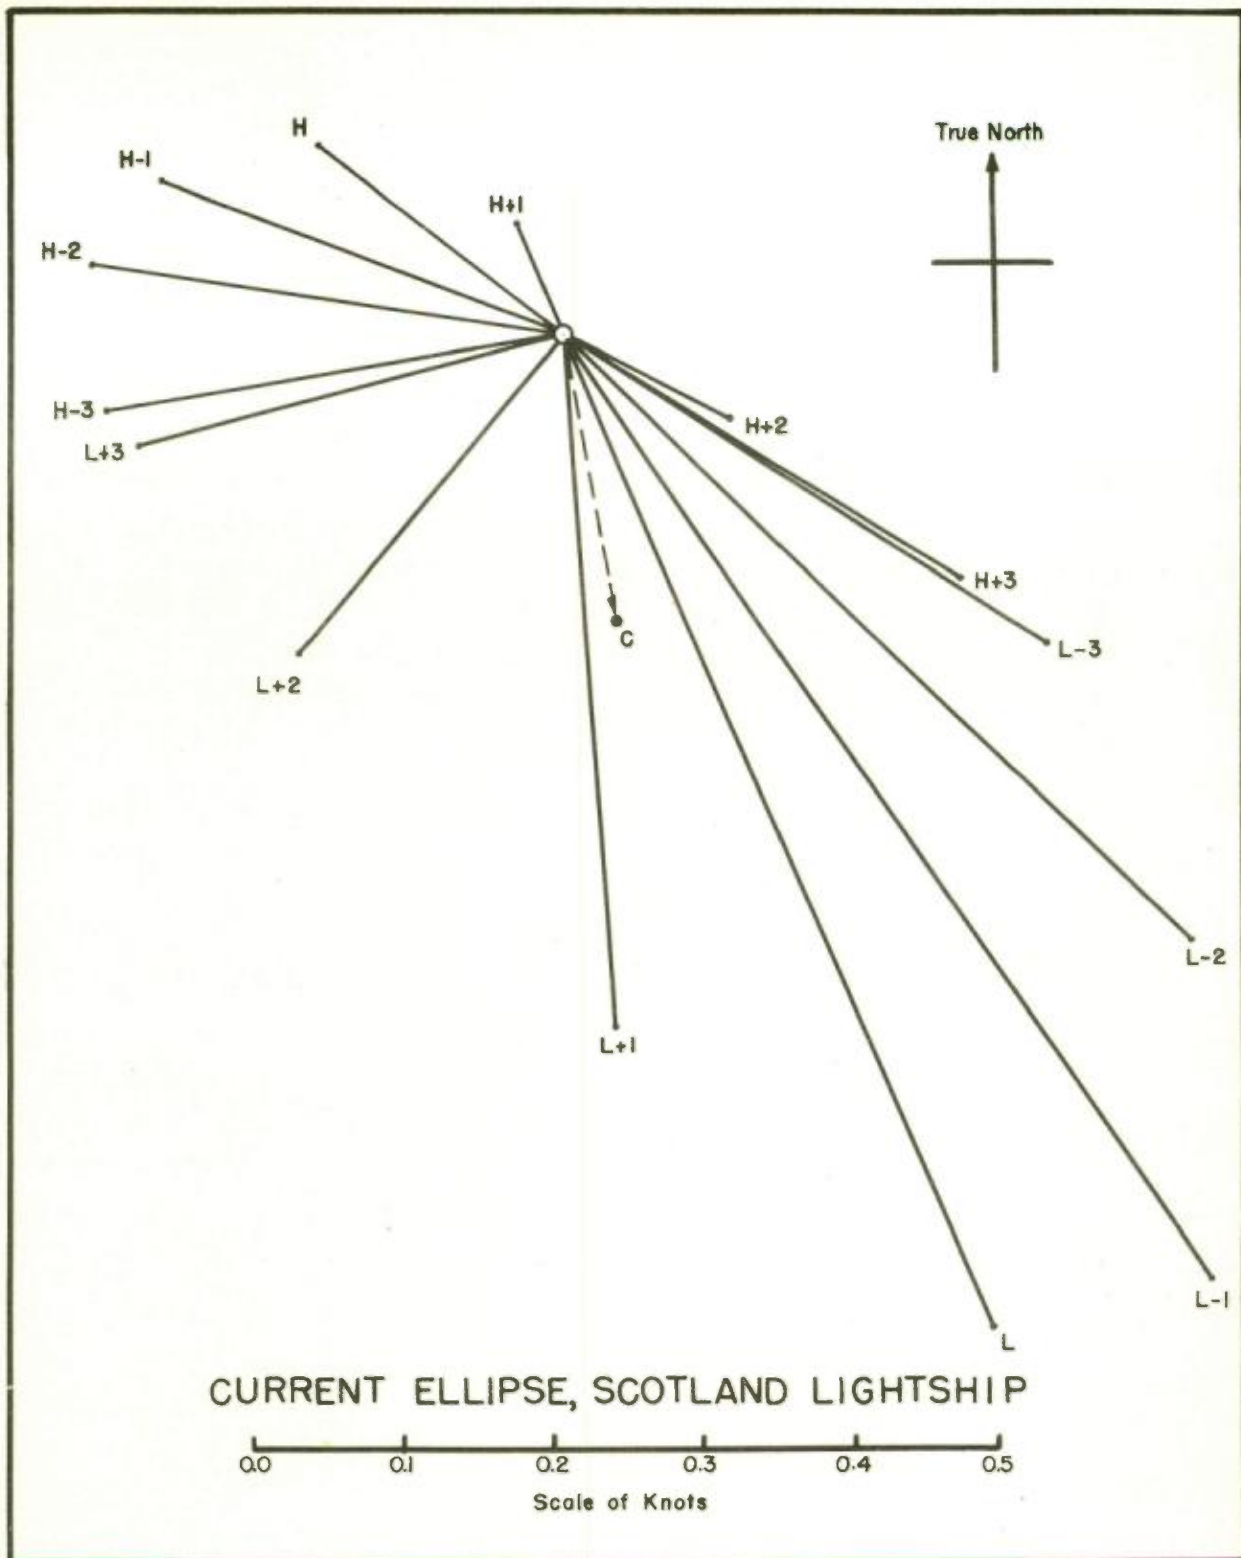 H
True North
H-1
H+1
H-2
H-3
H+2
L+3
H+3
C
L-3
L+2
L-2
L+1
L-1
L
CURRENT ELLIPSE, SCOTLAND LIGHTSHIP
0.0 0.1 0.2 0.3 0.4 0.5
Scale of Knots